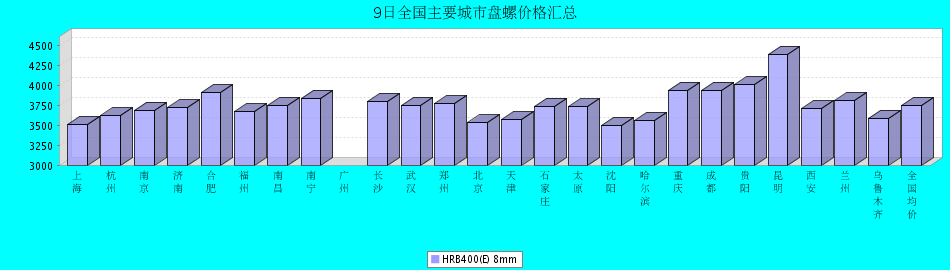 9日全国主要城市盘螺价格汇总
4500
4250
4000
3750
3500
3250
3000
上海
杭州
南京
济南
合肥
福州
南昌
南宁
广州
长沙
武汉
郑州
北京
天津
石家庄
太原
沈阳
哈尔滨
重庆
成都
贵阳
昆明
西安
兰州
乌鲁木齐
全国均价
HRB400(E) 8mm